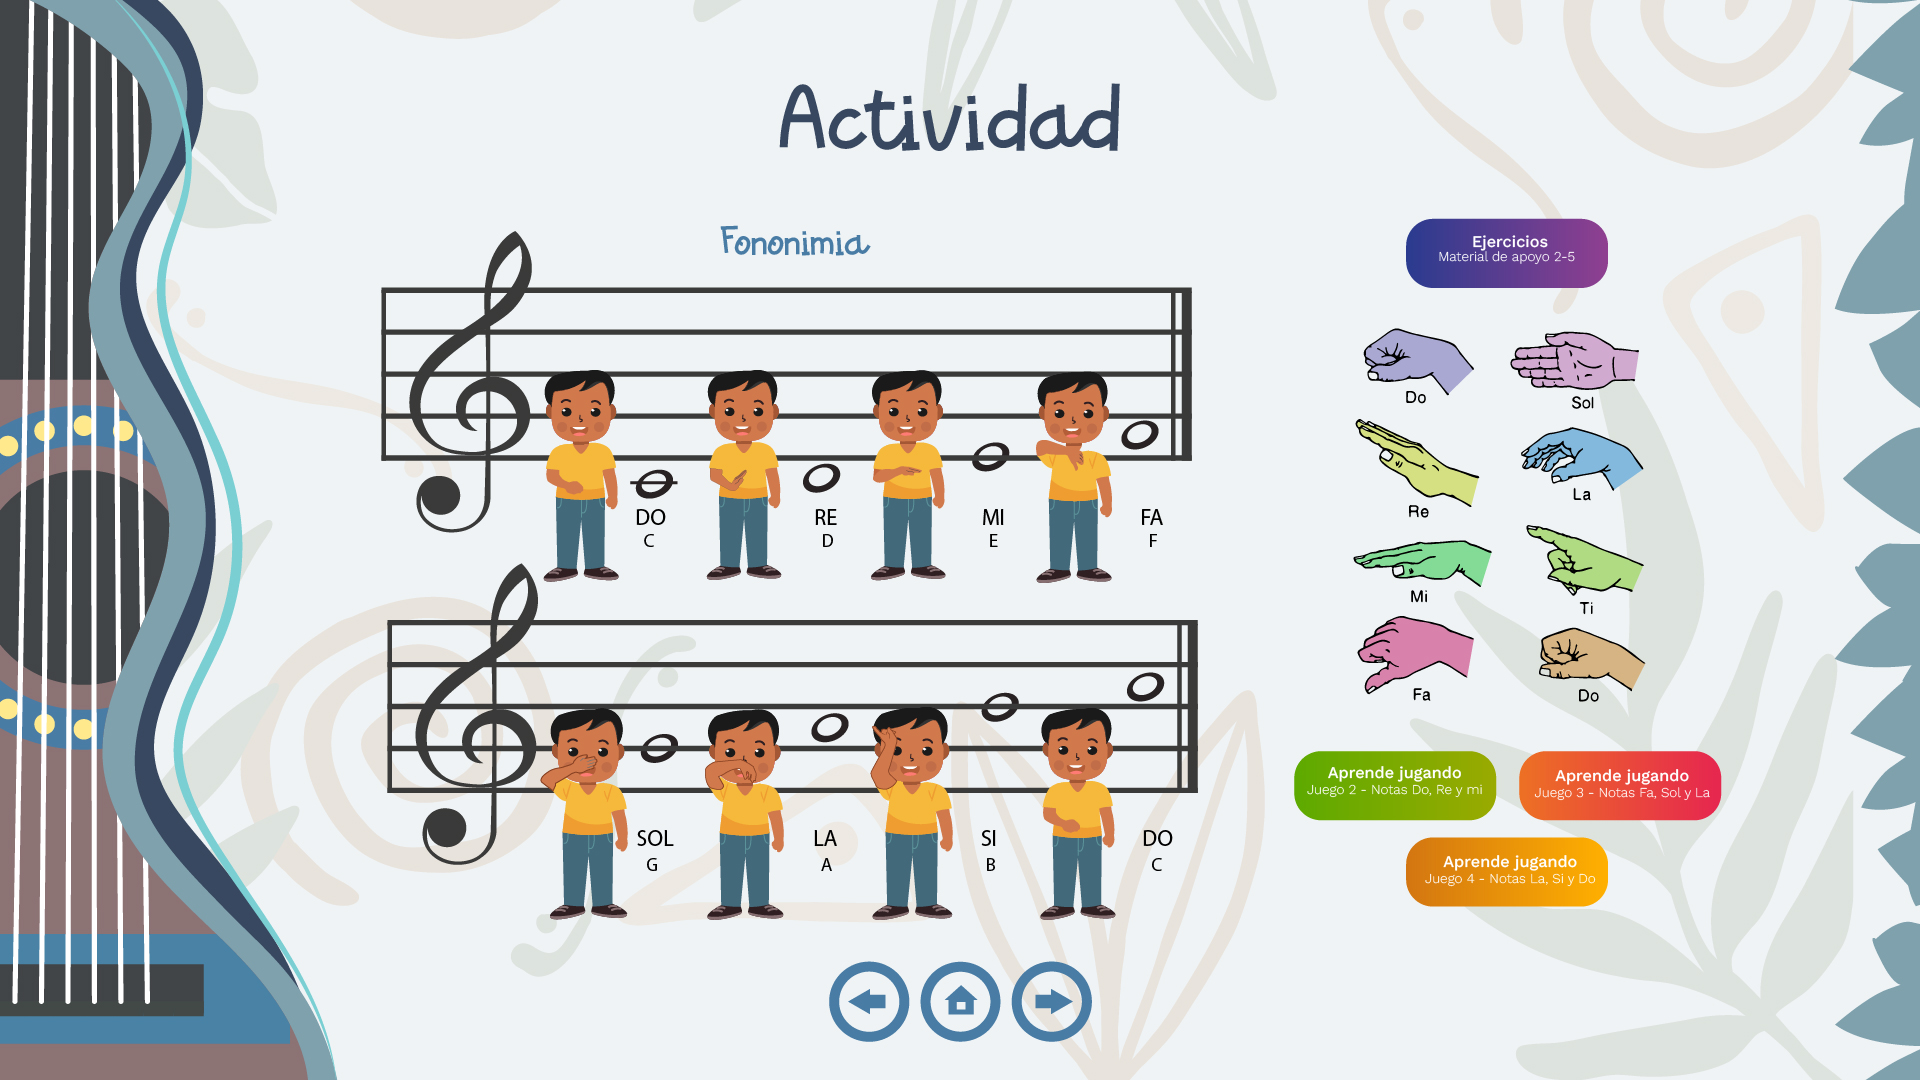 Actividad
Fononimia
DO RE MI FA
C D E F
SOL LA SI DO
G A B C
Ejercicios
Material de apoyo 2-5
Do Sol
Re La
Mi Ti
Fa Do
Aprende jugando
Juego 2 - Notas Do, Re y mi
Aprende jugando
Juego 3 - Notas Fa, Sol y La
Aprende jugando
Juego 4 - Notas La, Si y Do